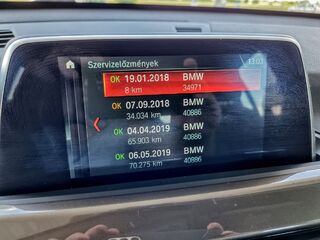 Szervizelőzmények 13:03
OK 19.01.2018 BMW
8 km 34971
OK 07.09.2018 BMW
34.034 km 40886
OK 04.04.2019 BMW
65.903 km 40886
OK 06.05.2019 BMW
70.275 km 40886